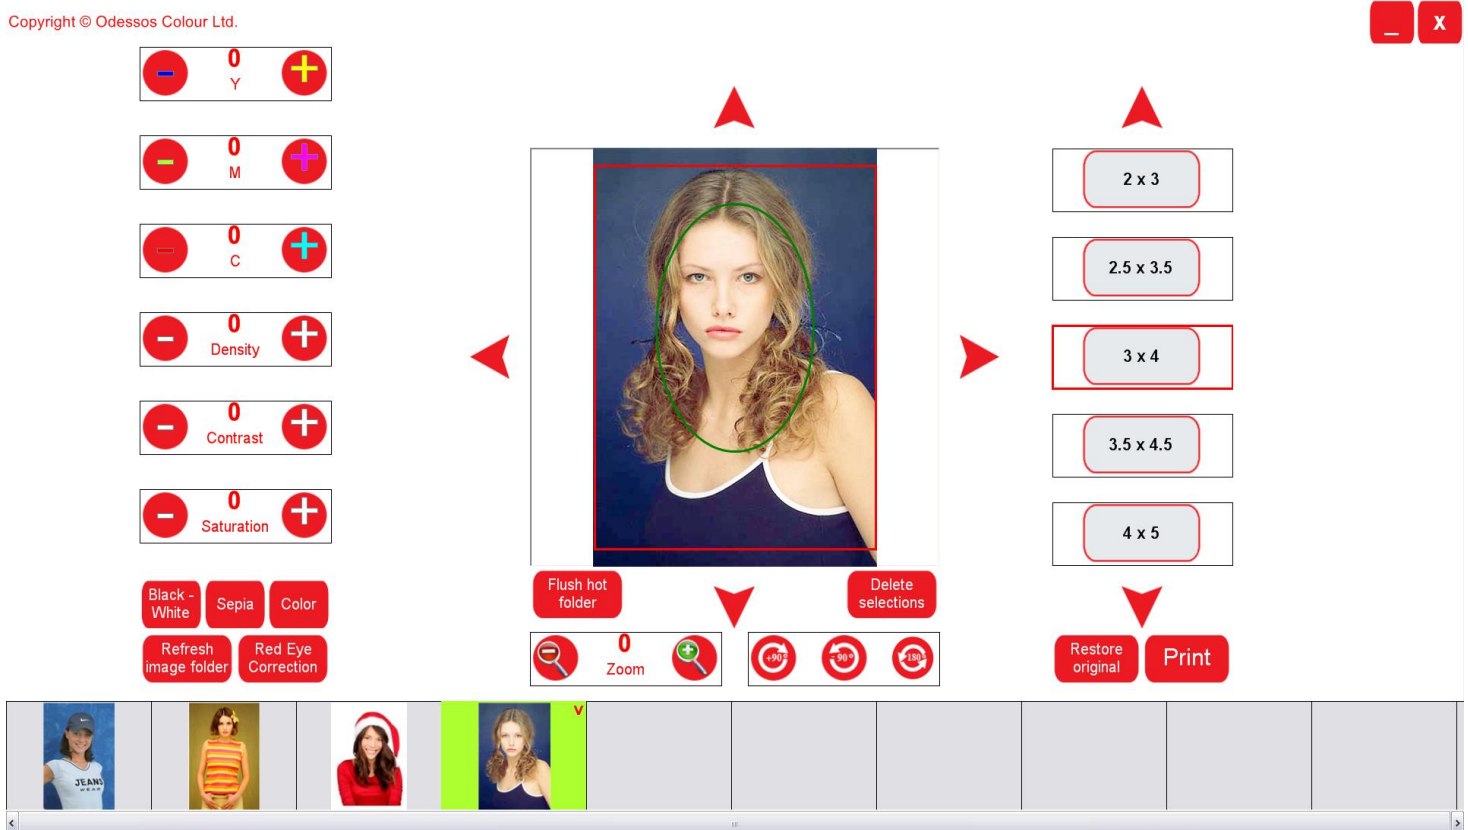 Copyright © Odessos Colour Ltd.
_ X
0
Y
0
M
0
C
0
Density
0
Contrast
0
Saturation
Black -
White
Sepia
Color
Refresh
image folder
Red Eye
Correction
Flush hot
folder
Delete
selections
0
Zoom
+90°
- 90°
180°
2 x 3
2.5 x 3.5
3 x 4
3.5 x 4.5
4 x 5
Restore
original
Print
JEANS
WEAR
V